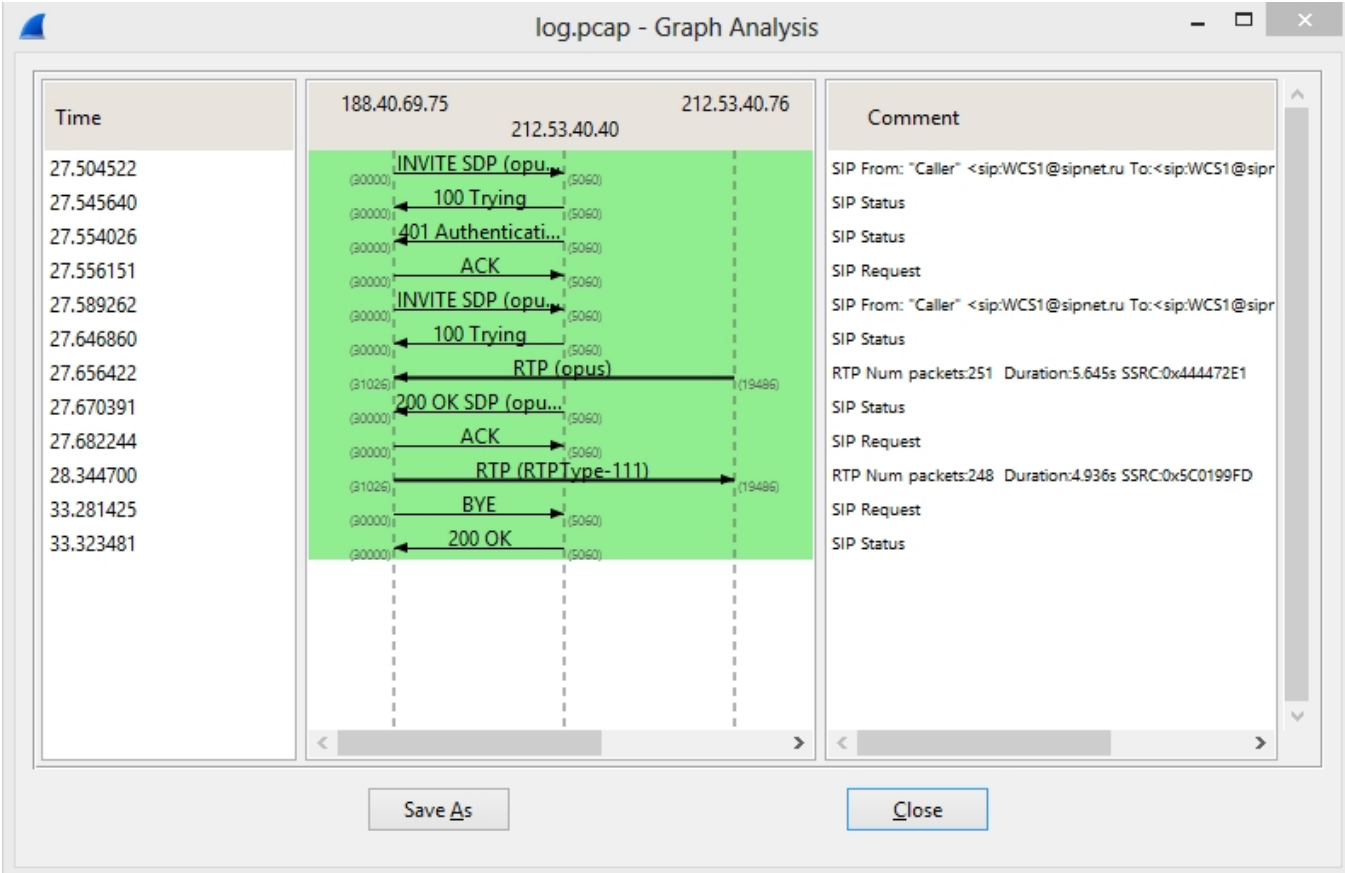 log.pcap - Graph Analysis
Time
188.40.69.75
212.53.40.40
212.53.40.76
Comment
27.504522 (30000) INVITE SDP (opu... (5060) SIP From: "Caller" <sip:WCS1@sipnet.ru To:<sip:WCS1@sipr
27.545640 (30000) 100 Trying (5060) SIP Status
27.554026 (30000) 401 Authenticati... (5060) SIP Status
27.556151 (30000) ACK (5060) SIP Request
27.589262 (30000) INVITE SDP (opu... (5060) SIP From: "Caller" <sip:WCS1@sipnet.ru To:<sip:WCS1@sipr
27.646860 (30000) 100 Trying (5060) SIP Status
27.656422 (31026) RTP (opus) (19486) RTP Num packets:251 Duration:5.645s SSRC:0x444472E1
27.670391 (30000) 200 OK SDP (opu... (5060) SIP Status
27.682244 (30000) ACK (5060) SIP Request
28.344700 (31026) RTP (RTPType-111) (19486) RTP Num packets:248 Duration:4.936s SSRC:0x5C0199FD
33.281425 (30000) BYE (5060) SIP Request
33.323481 (30000) 200 OK (5060) SIP Status
Save As
Close